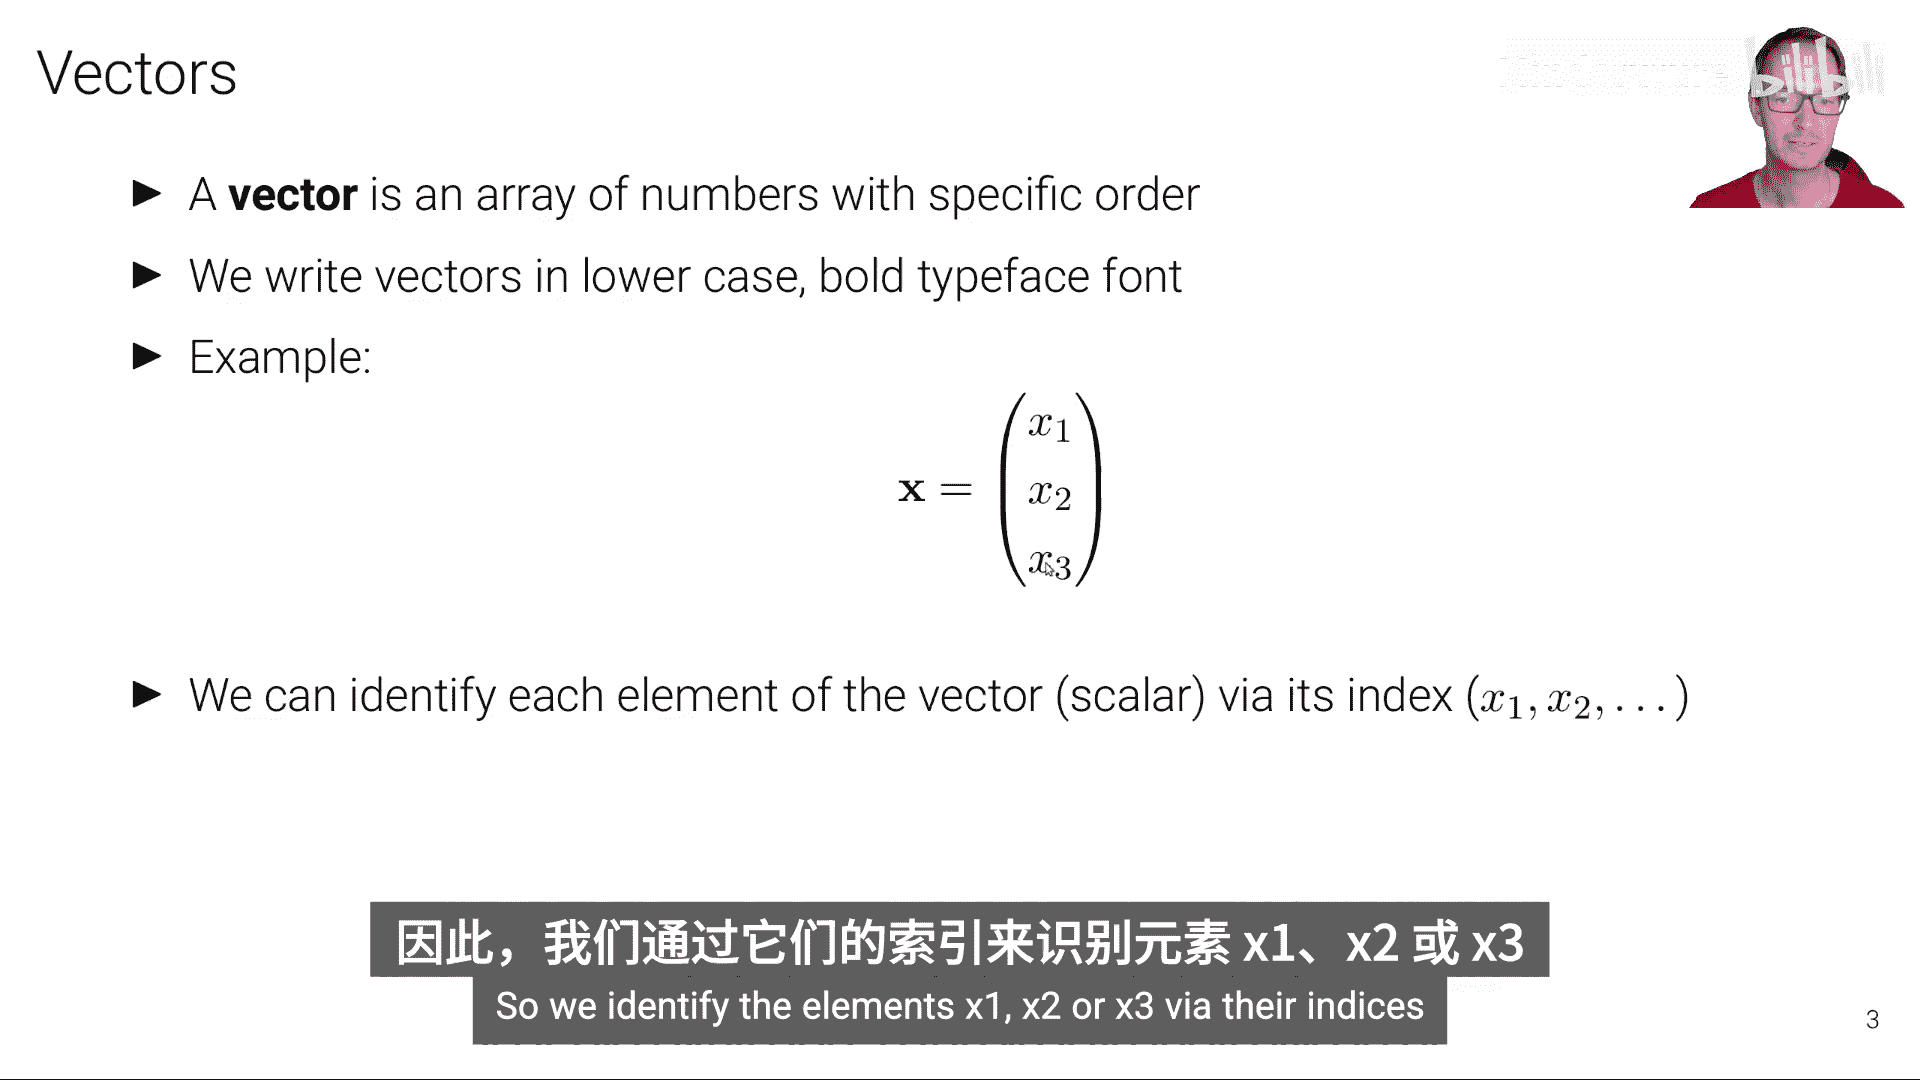 Vectors
bilibili
▶ A vector is an array of numbers with specific order
▶ We write vectors in lower case, bold typeface font
▶ Example:
x = (x1
x2
x3)
▶ We can identify each element of the vector (scalar) via its index (x1, x2, . . . )
因此，我们通过它们的索引来识别元素 x1、x2 或 x3
So we identify the elements x1, x2 or x3 via their indices
3